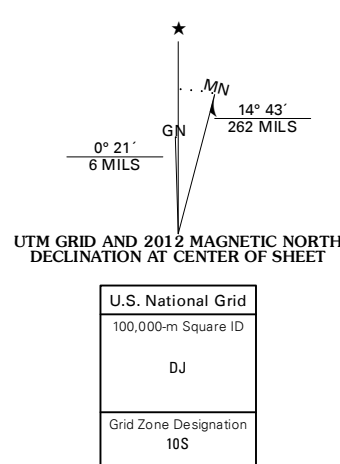 ★
MN
GN
14° 43´
262 MILS
0° 21´
6 MILS
UTM GRID AND 2012 MAGNETIC NORTH
DECLINATION AT CENTER OF SHEET
U.S. National Grid
100,000-m Square ID
DJ
Grid Zone Designation
10S